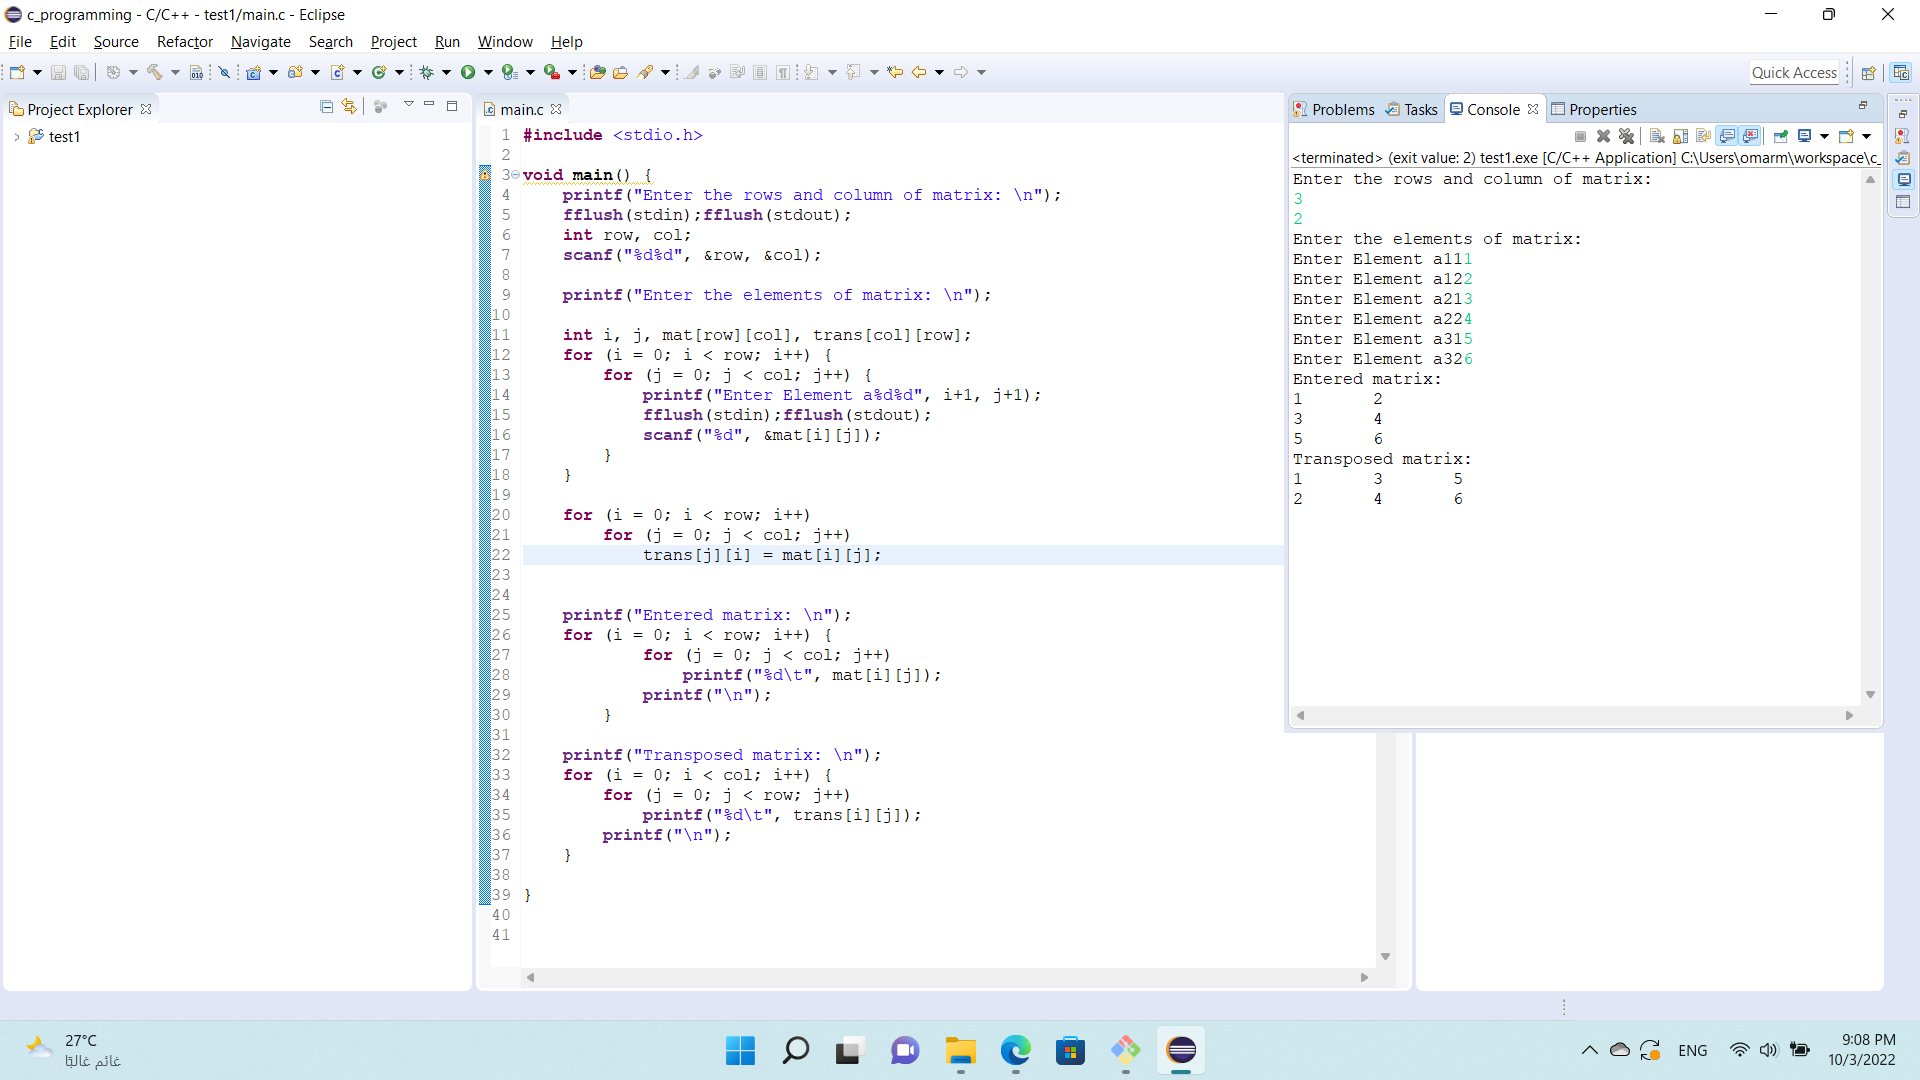 c_programming - C/C++ - test1/main.c - Eclipse
File Edit Source Refactor Navigate Search Project Run Window Help
Quick Access
Project Explorer
test1
main.c
1 #include <stdio.h>
2
3 void main() {
4 printf("Enter the rows and column of matrix: \n");
5 fflush(stdin);fflush(stdout);
6 int row, col;
7 scanf("%d%d", &row, &col);
8
9 printf("Enter the elements of matrix: \n");
10
11 int i, j, mat[row][col], trans[col][row];
12 for (i = 0; i < row; i++) {
13 for (j = 0; j < col; j++) {
14 printf("Enter Element a%d%d", i+1, j+1);
15 fflush(stdin);fflush(stdout);
16 scanf("%d", &mat[i][j]);
17 }
18 }
19
20 for (i = 0; i < row; i++)
21 for (j = 0; j < col; j++)
22 trans[j][i] = mat[i][j];
23
24
25 printf("Entered matrix: \n");
26 for (i = 0; i < row; i++) {
27 for (j = 0; j < col; j++)
28 printf("%d\t", mat[i][j]);
29 printf("\n");
30 }
31
32 printf("Transposed matrix: \n");
33 for (i = 0; i < col; i++) {
34 for (j = 0; j < row; j++)
35 printf("%d\t", trans[i][j]);
36 printf("\n");
37 }
38
39 }
40
41
Problems Tasks Console Properties
<terminated> (exit value: 2) test1.exe [C/C++ Application] C:\Users\omarm\workspace\c_
Enter the rows and column of matrix:
3
2
Enter the elements of matrix:
Enter Element a111
Enter Element a122
Enter Element a213
Enter Element a224
Enter Element a315
Enter Element a326
Entered matrix:
1 2
3 4
5 6
Transposed matrix:
1 3 5
2 4 6
27°C
غائم غالبًا
ENG
9:08 PM
10/3/2022